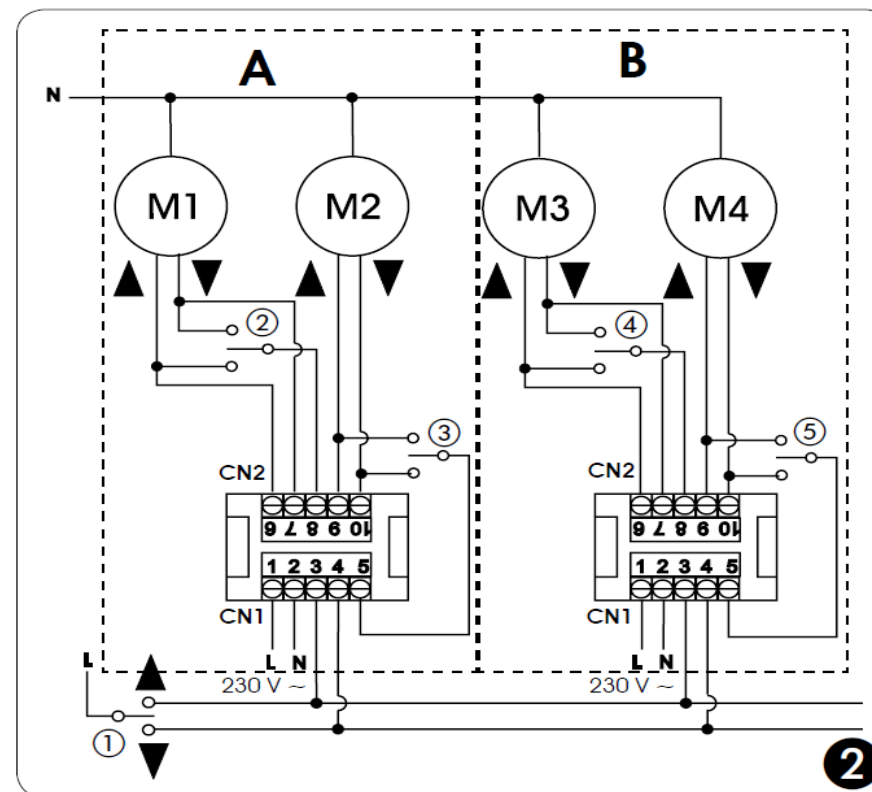 A B
N
M1 M2 M3 M4
② ④
③ ⑤
CN2 CN2
6 7 8 9 10 6 7 8 9 10
1 2 3 4 5 1 2 3 4 5
CN1 CN1
L L N L N
230 V ~ 230 V ~
①
2